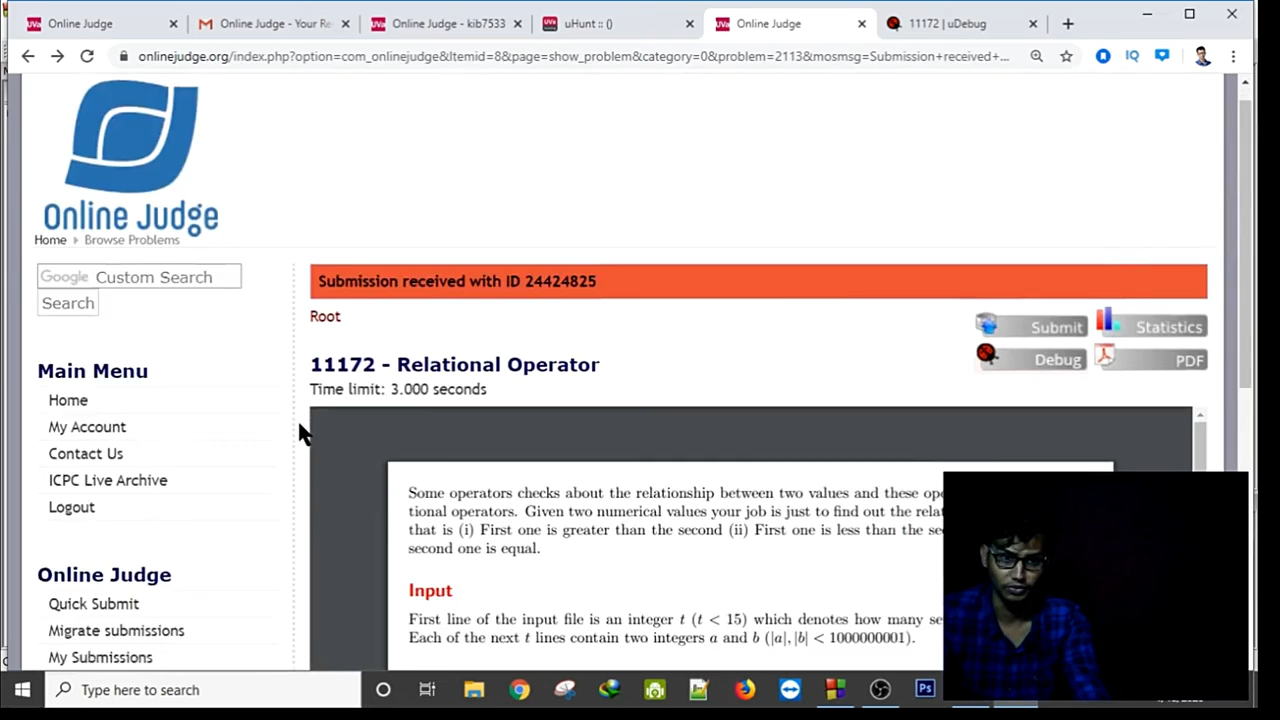 Online Judge
Online Judge - Your Re
Online Judge - kib7533
uHunt :: ()
Online Judge
11172 | uDebug
onlinejudge.org/index.php?option=com_onlinejudge&Itemid=8&page=show_problem&category=0&problem=2113&mosmsg=Submission+received+...
IQ
Online Judge
Home
Browse Problems
Google Custom Search
Search
Submission received with ID 24424825
Root
Submit
Statistics
Debug
PDF
11172 - Relational Operator
Time limit: 3.000 seconds
Main Menu
Home
My Account
Contact Us
ICPC Live Archive
Logout
Online Judge
Quick Submit
Migrate submissions
My Submissions
Some operators checks about the relationship between two values and these ope
tional operators. Given two numerical values your job is just to find out the relat
that is (i) First one is greater than the second (ii) First one is less than the se
second one is equal.
Input
First line of the input file is an integer t (t < 15) which denotes how many se
Each of the next t lines contain two integers a and b (|a|, |b| < 1000000001).
Type here to search
Ps